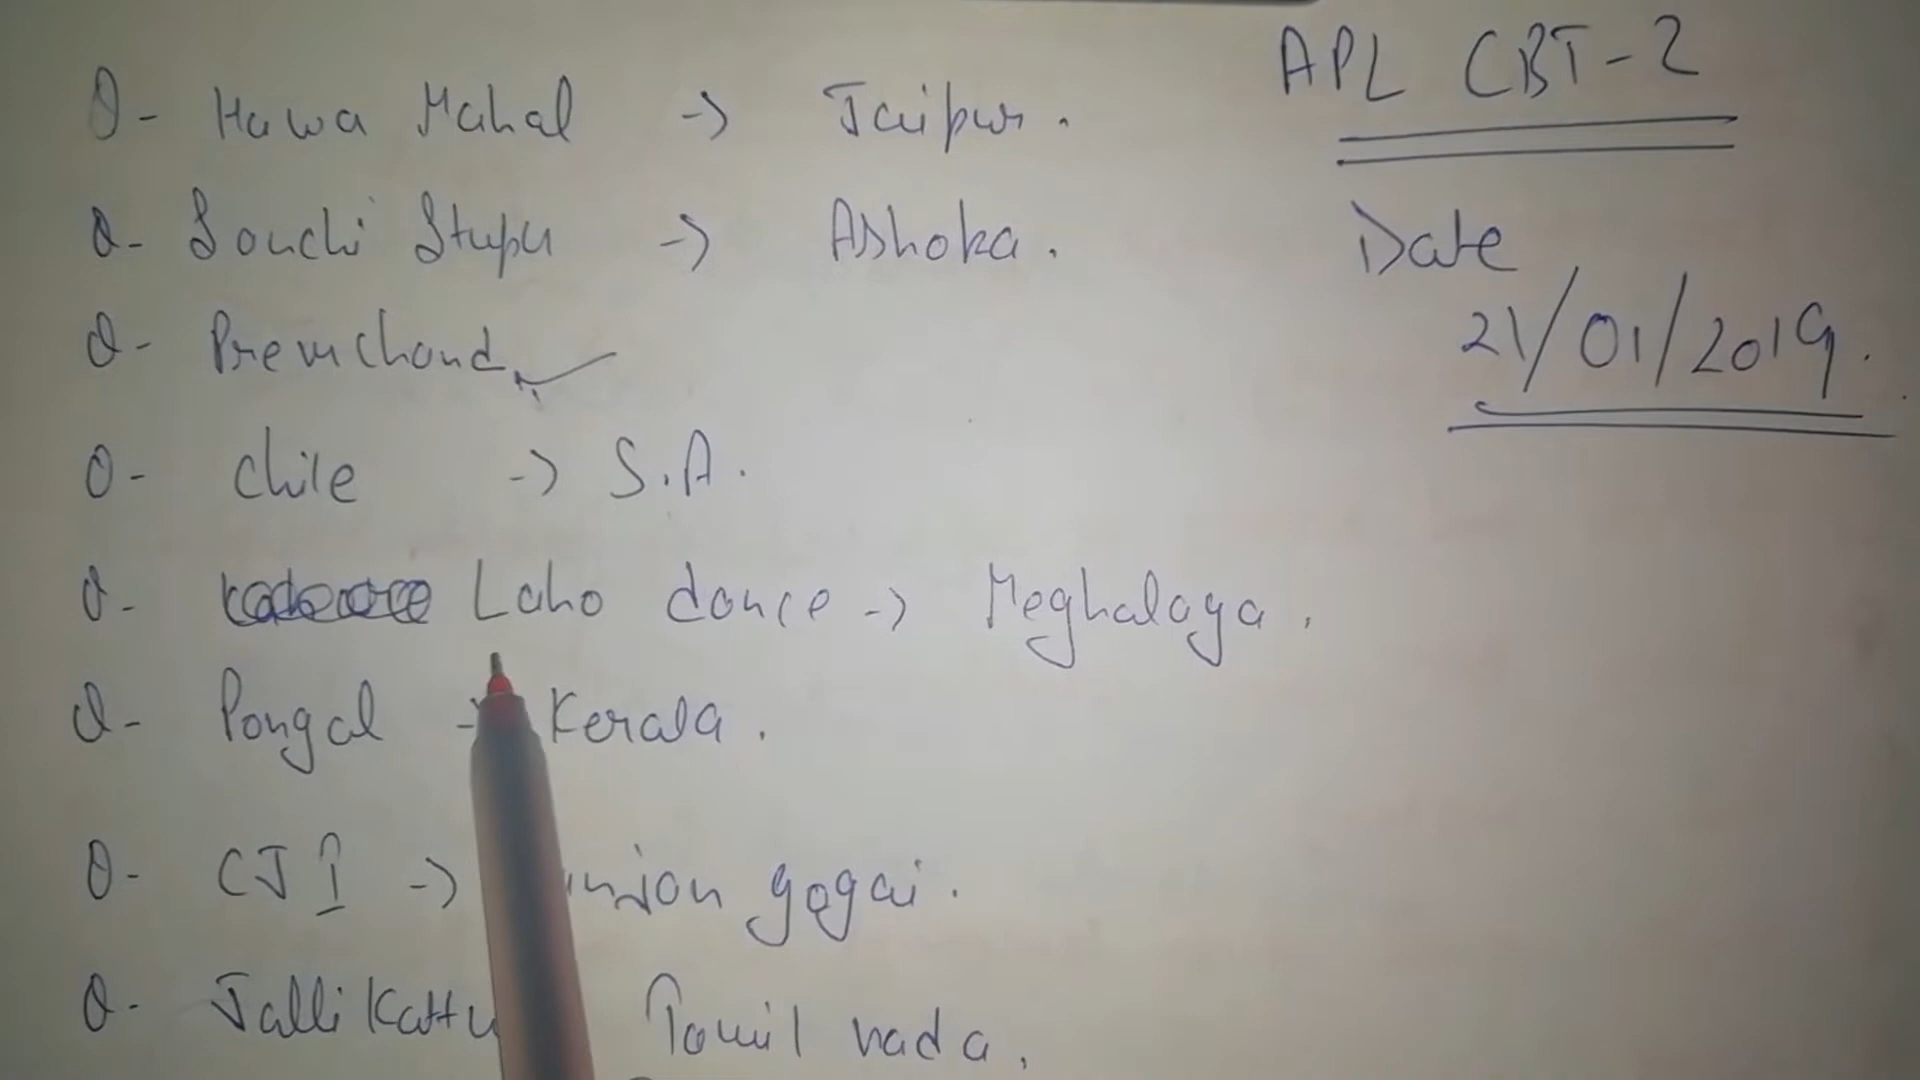 APL CBT-2
Date
21/01/2019.
Q- Hawa Mahal -> Jaipur.
Q- Sanchi Stupa -> Ashoka.
Q- Premchand
Q- Chile -> S.A.
Q- Laho dance -> Meghalaya.
Q- Pongal -> Kerala.
Q- CJI -> gogai.
Q- Jallikattu Tamil nada.